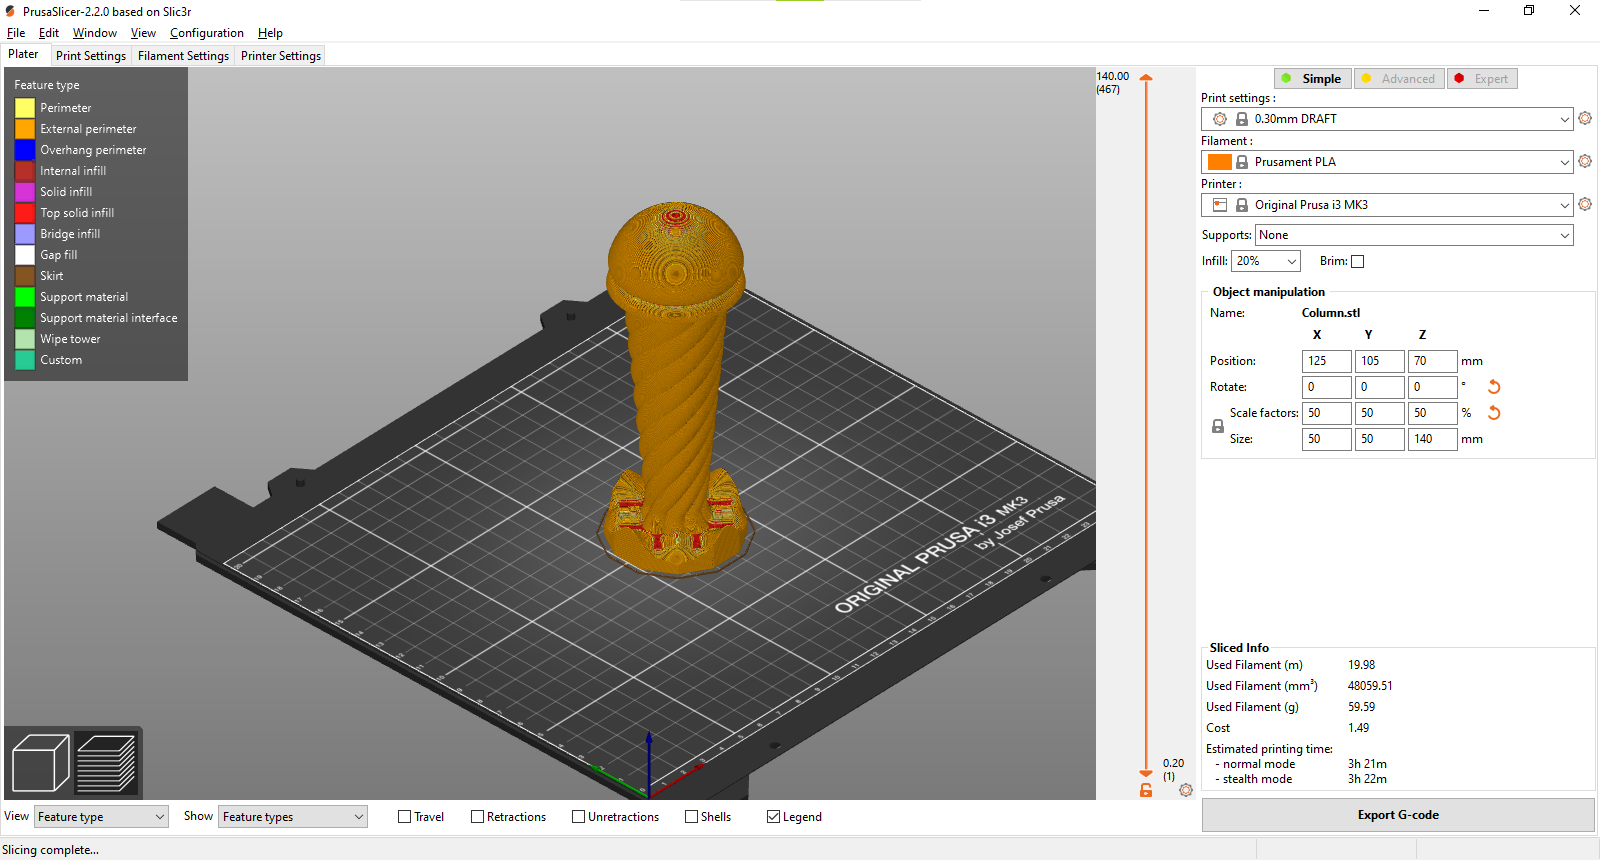 PrusaSlicer-2.2.0 based on Slic3r
File Edit Window View Configuration Help
Plater Print Settings Filament Settings Printer Settings
Feature type
Perimeter
External perimeter
Overhang perimeter
Internal infill
Solid infill
Top solid infill
Bridge infill
Gap fill
Skirt
Support material
Support material interface
Wipe tower
Custom
ORIGINAL PRUSA i3 MK3
by Josef Prusa
140.00
(467)
0.20
(1)
Simple Advanced Expert
Print settings :
0.30mm DRAFT
Filament :
Prusament PLA
Printer :
Original Prusa i3 MK3
Supports: None
Infill: 20% Brim:
Object manipulation
Name: Column.stl
X Y Z
Position: 125 105 70 mm
Rotate: 0 0 0 °
Scale factors: 50 50 50 %
Size: 50 50 140 mm
Sliced Info
Used Filament (m) 19.98
Used Filament (mm³) 48059.51
Used Filament (g) 59.59
Cost 1.49
Estimated printing time:
- normal mode 3h 21m
- stealth mode 3h 22m
Export G-code
View Feature type Show Feature types Travel Retractions Unretractions Shells Legend
Slicing complete...